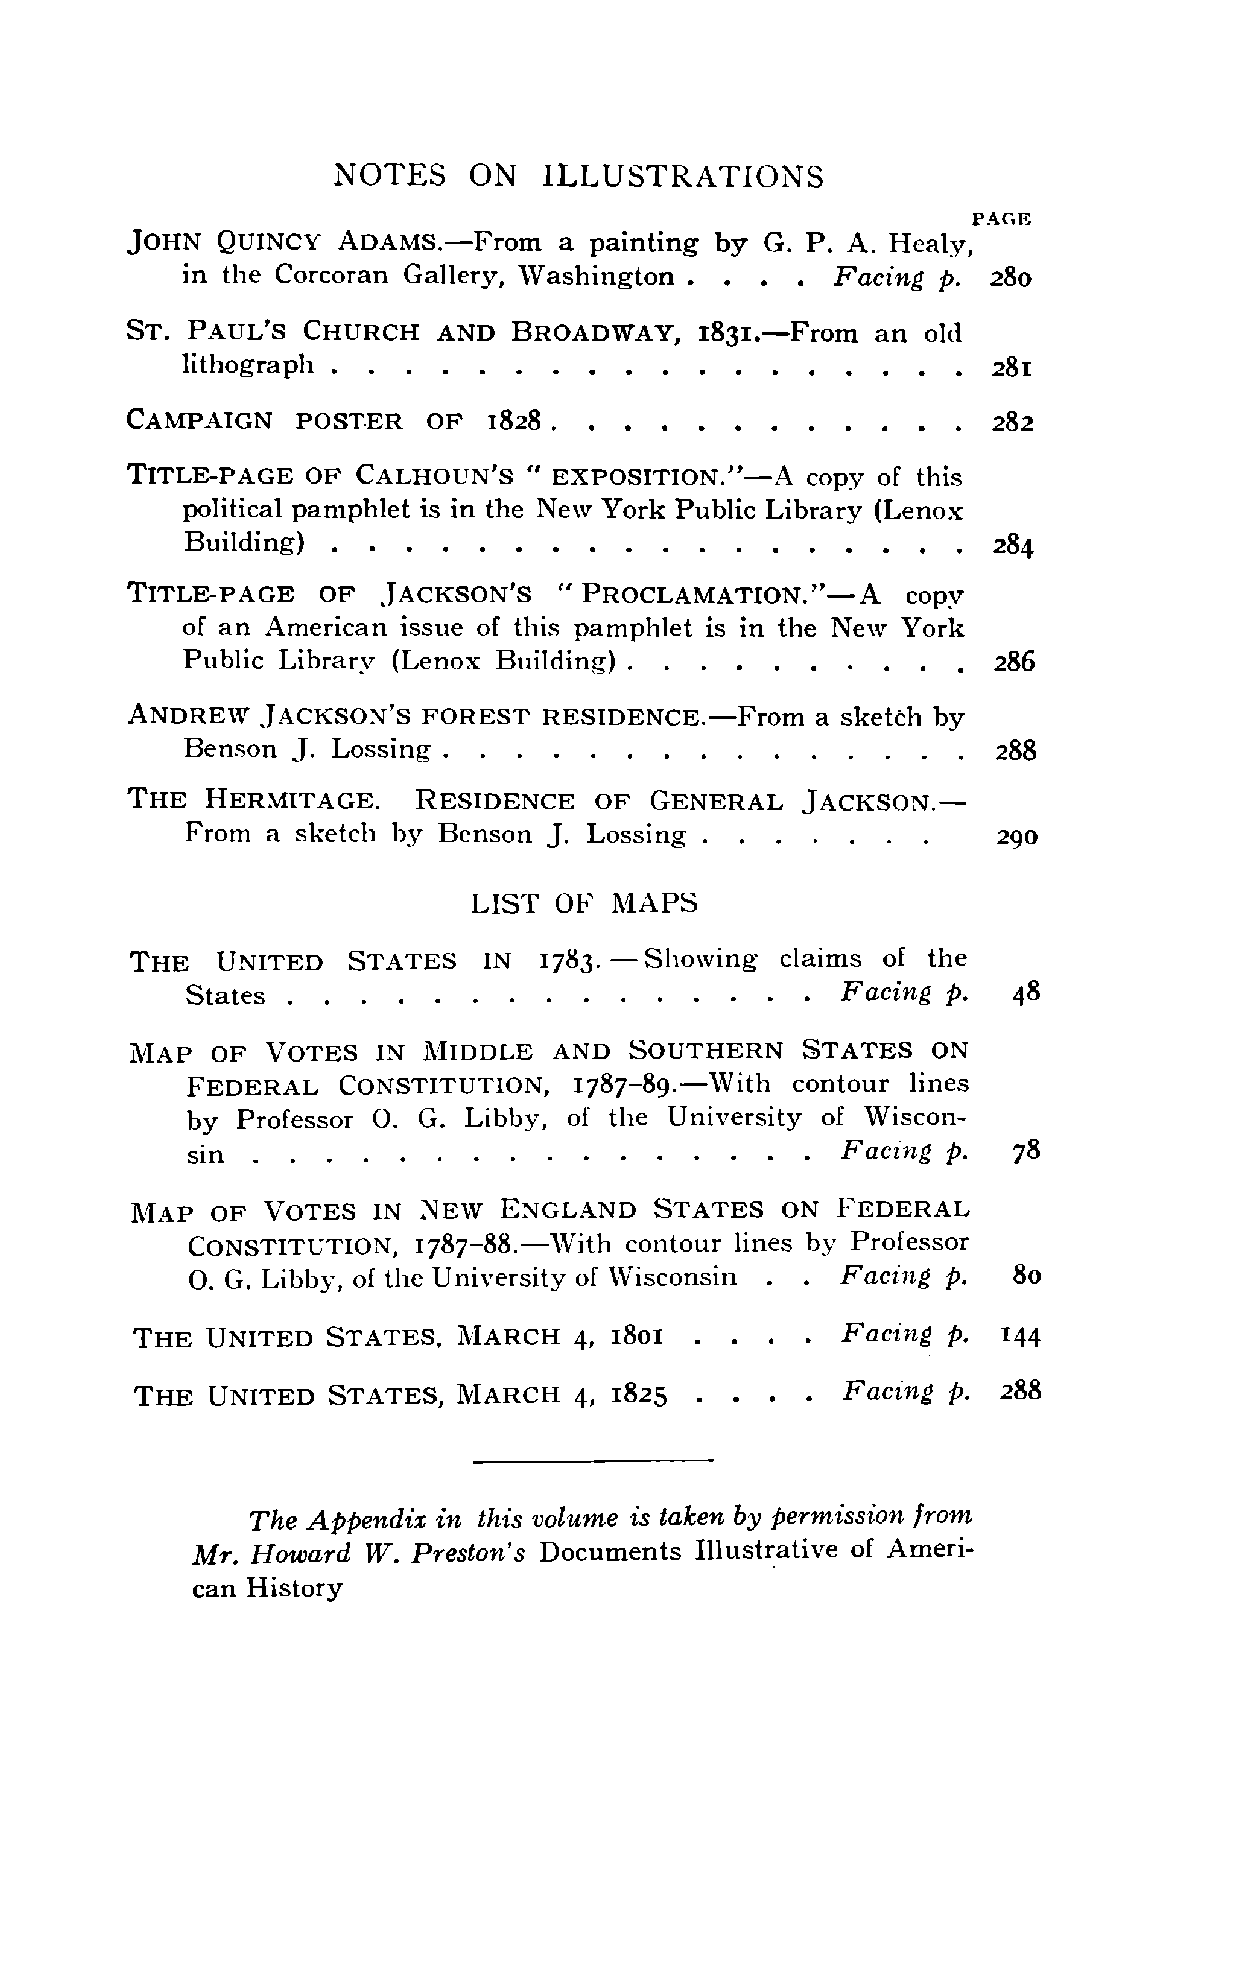 NOTES ON ILLUSTRATIONS
PAGE
JOHN QUINCY ADAMS.—From a painting by G. P. A. Healy,
in the Corcoran Gallery, Washington . . . . Facing p. 280
ST. PAUL'S CHURCH AND BROADWAY, 1831.—From an old
lithograph . . . . . . . . . . . . . . . . . . 281
CAMPAIGN POSTER OF 1828 . . . . . . . . . . . . 282
TITLE-PAGE OF CALHOUN'S "EXPOSITION."—A copy of this
political pamphlet is in the New York Public Library (Lenox
Building) . . . . . . . . . . . . . . . . . . 284
TITLE-PAGE OF JACKSON'S "PROCLAMATION."—A copy
of an American issue of this pamphlet is in the New York
Public Library (Lenox Building) . . . . . . . . . . 286
ANDREW JACKSON'S FOREST RESIDENCE.—From a sketch by
Benson J. Lossing . . . . . . . . . . . . . . . 288
THE HERMITAGE. RESIDENCE OF GENERAL JACKSON.—
From a sketch by Benson J. Lossing . . . . . . . 290
LIST OF MAPS
THE UNITED STATES IN 1783.—Showing claims of the
States . . . . . . . . . . . . . . . Facing p. 48
MAP OF VOTES IN MIDDLE AND SOUTHERN STATES ON
FEDERAL CONSTITUTION, 1787–89.—With contour lines
by Professor O. G. Libby, of the University of Wiscon-
sin . . . . . . . . . . . . . . . . Facing p. 78
MAP OF VOTES IN NEW ENGLAND STATES ON FEDERAL
CONSTITUTION, 1787–88.—With contour lines by Professor
O. G. Libby, of the University of Wisconsin . . Facing p. 80
THE UNITED STATES, MARCH 4, 1801 . . . . Facing p. 144
THE UNITED STATES, MARCH 4, 1825 . . . . Facing p. 288
The Appendix in this volume is taken by permission from
Mr. Howard W. Preston's Documents Illustrative of Ameri-
can History